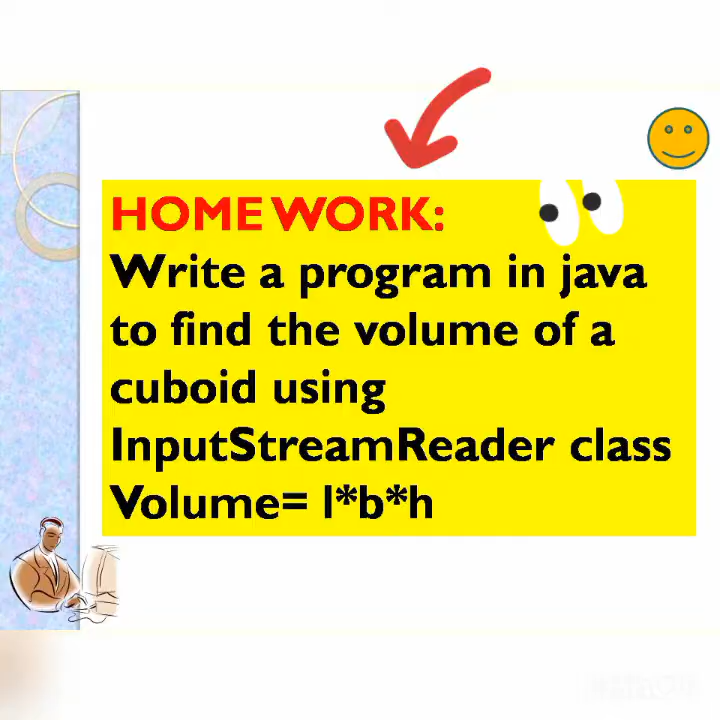 HOME WORK:
Write a program in java
to find the volume of a
cuboid using
InputStreamReader class
Volume= l*b*h